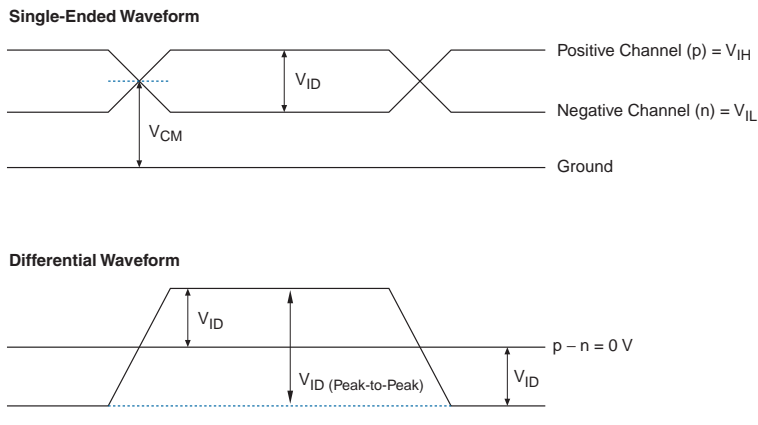 Single-Ended Waveform
Positive Channel (p) = VIH
VID
Negative Channel (n) = VIL
VCM
Ground
Differential Waveform
VID
p − n = 0 V
VID (Peak-to-Peak)
VID